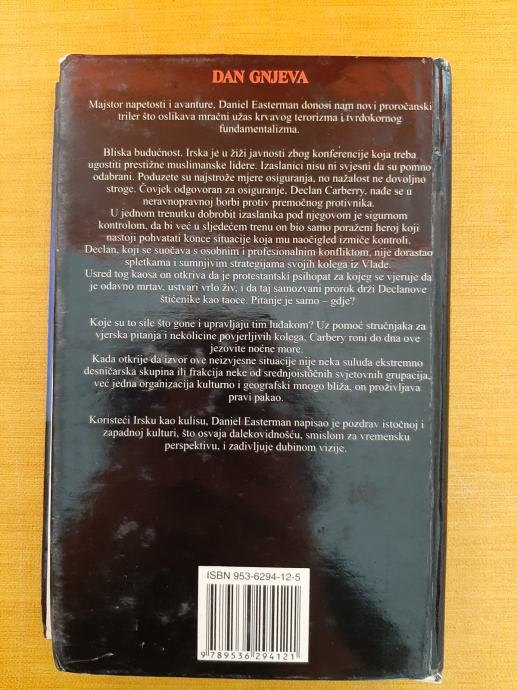 DAN GNJEVA
Majstor napetosti i avanture, Daniel Easterman donosi nam novi proročanski
triler što oslikava mračni užas krvavog terorizma i tvrdokornog
fundamentalizma.
Bliska budućnost. Irska je u žiži javnosti zbog konferencije koja treba
ugostiti prestižne muslimanske lidere. Izaslanici nisu ni svjesni da su pomno
odabrani. Poduzete su najstrože mjere osiguranja, no nažalost ne dovoljno
stroge. Čovjek odgovoran za osiguranje, Declan Carberry, nađe se u
neravnopravnoj borbi protiv premoćnog protivnika.
U jednom trenutku dobrobit izaslanika pod njegovom je sigurnom
kontrolom, da bi već u sljedećem trenu on bio samo poraženi heroj koji
nastoji pohvatati konce situacije koja mu naočigled izmiče kontroli.
Declan, koji se suočava s osobnim i profesionalnim konfliktom, nije dorastao
spletkama i sumnjivim strategijama svojih kolega iz Vlade.
Usred tog kaosa on otkriva da je protestantski psihopat za kojeg se vjeruje da
je odavno mrtav, ustvari vrlo živ, i da taj samozvani prorok drži Declanove
štićenike kao taoce. Pitanje je samo – gdje?
Koje su to sile što gone i upravljaju tim luđakom? Uz pomoć stručnjaka za
vjerska pitanja i nekolicine povjerljivih kolega, Carbery roni do dna ove
jezovite noćne more.
Kada otkrije da izvor ove neizvjesne situacije nije neka suluda ekstremno
desničarska skupina ili frakcija neke od srednjoistočnih svjetovnih grupacija,
već jedna organizacija kulturno i geografski mnogo bliža, on proživljava
pravi pakao.
Koristeći Irsku kao kulisu, Daniel Easterman napisao je pozdrav istočnoj i
zapadnoj kulturi, što osvaja dalekovidnošću, smislom za vremensku
perspektivu, i zadivljuje dubinom vizije.
ISBN 953-6294-12-5
9 789536 294121